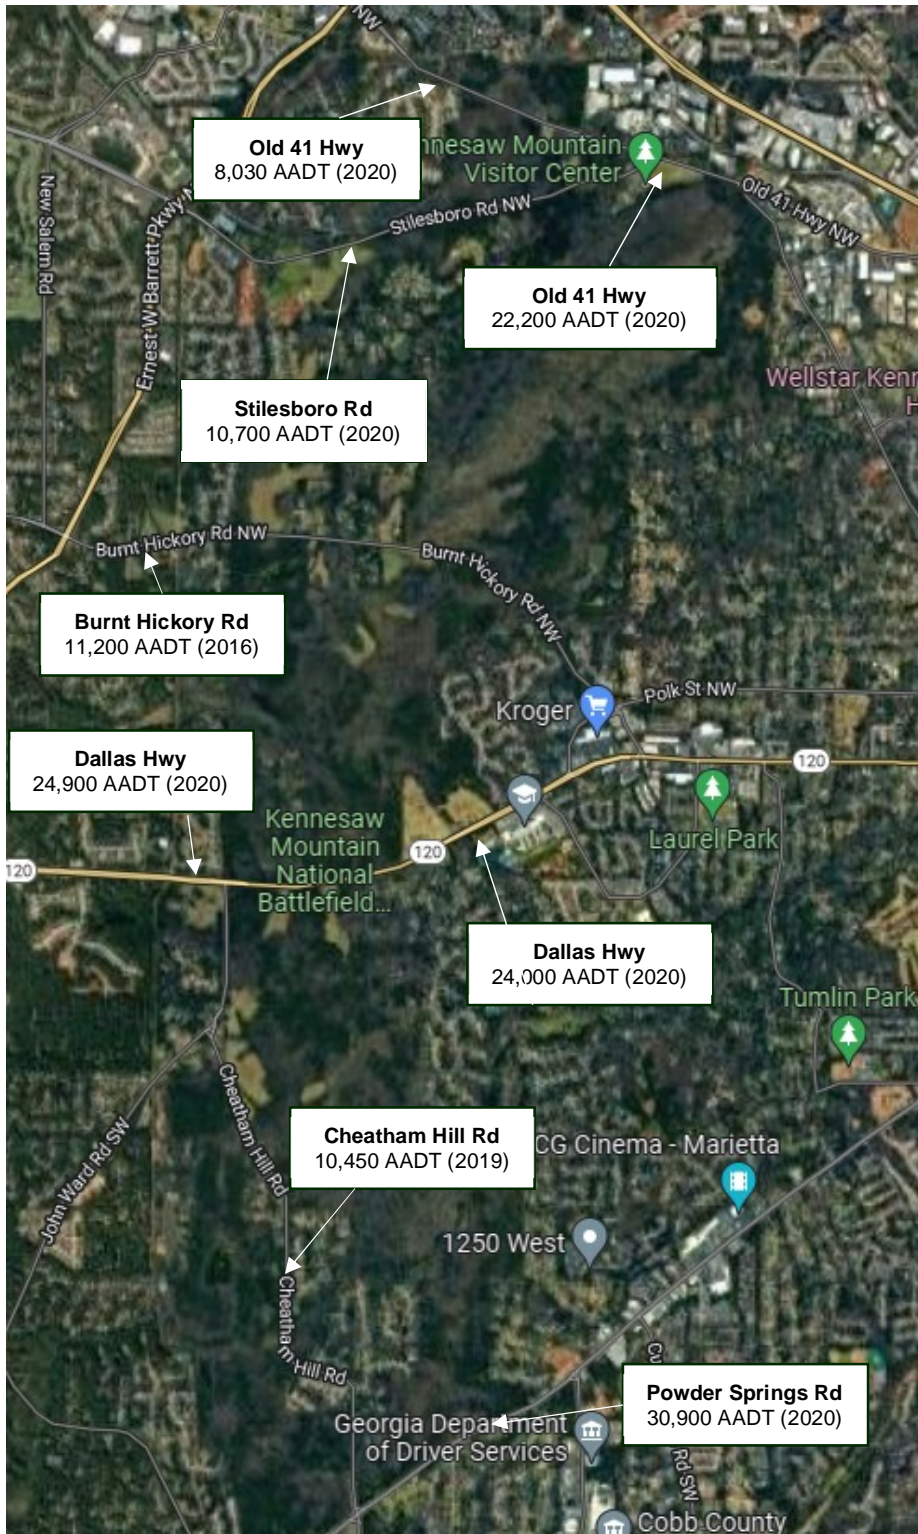 NW
Old 41 Hwy
8,030 AADT (2020)
nnesaw Mountain
Visitor Center
New Salem Rd
Ernest W Barrett Pkwy N
Stilesboro Rd NW
Old 41 Hwy NW
Old 41 Hwy
22,200 AADT (2020)
Wellstar Kenn
H
Stilesboro Rd
10,700 AADT (2020)
Burnt Hickory Rd NW
Burnt Hickory Rd NW
Burnt Hickory Rd
11,200 AADT (2016)
Kroger
Polk St NW
Dallas Hwy
24,900 AADT (2020)
120
Kennesaw
Mountain
National
Battlefield...
120
Laurel Park
120
Dallas Hwy
24,000 AADT (2020)
Tumlin Park
Cheatham Hill Rd
John Ward Rd SW
Cheatham Hill Rd
10,450 AADT (2019)
CG Cinema - Marietta
1250 West
Cheatham Hill Rd
Cu
Rd SW
Powder Springs Rd
30,900 AADT (2020)
Georgia Department
of Driver Services
Cobb County